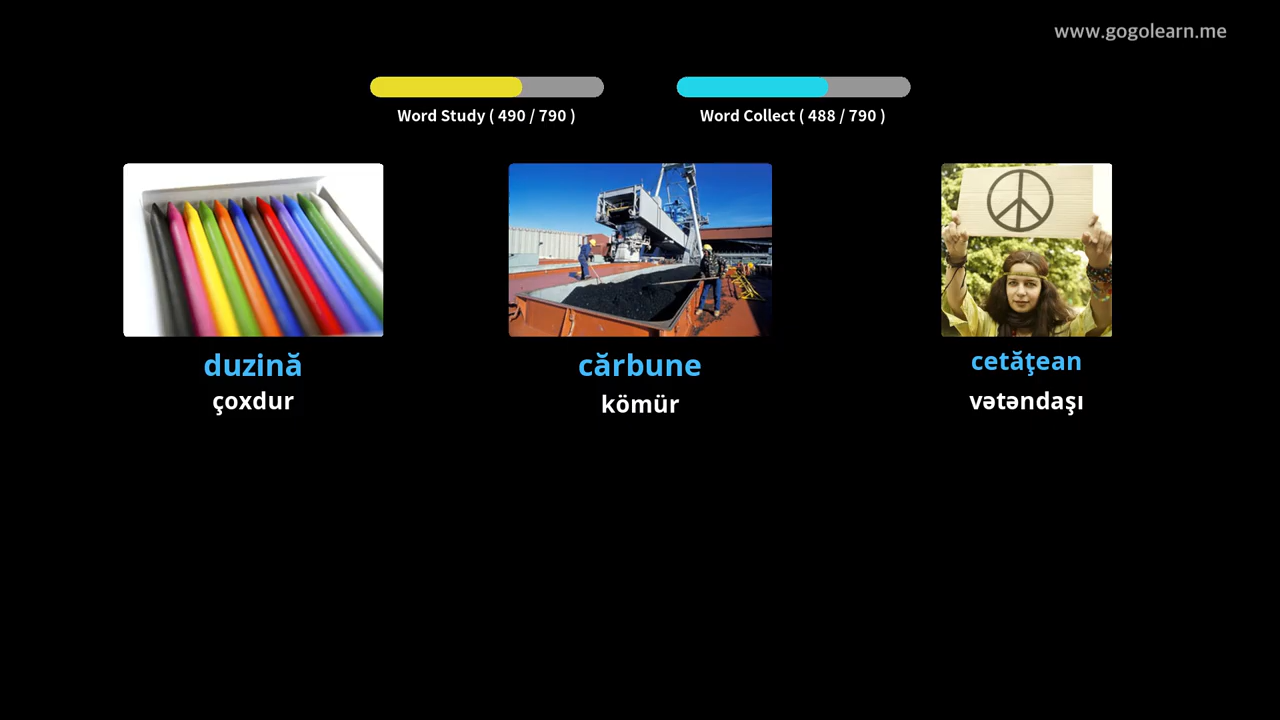 www.gogolearn.me
Word Study ( 490 / 790 )
Word Collect ( 488 / 790 )
duzină
cărbune
cetăţean
çoxdur
kömür
vətəndaşı